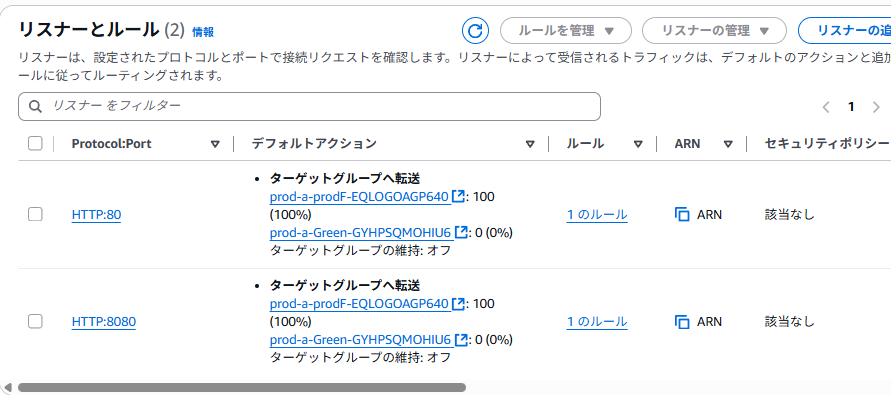 リスナーとルール (2) 情報
ルールを管理 リスナーの管理 リスナーの追
リスナーは、設定されたプロトコルとポートで接続リクエストを確認します。リスナーによって受信されるトラフィックは、デフォルトのアクションと追加
ールに従ってルーティングされます。
リスナー をフィルター
1
Protocol:Port デフォルトアクション ルール ARN セキュリティポリシー
• ターゲットグループへ転送
prod-a-prodF-EQLOGOAGP640 : 100
(100%)
HTTP:80 1 のルール ARN 該当なし
prod-a-Green-GYHPSQMOHIU6 : 0 (0%)
ターゲットグループの維持: オフ
• ターゲットグループへ転送
prod-a-prodF-EQLOGOAGP640 : 100
(100%)
HTTP:8080 1 のルール ARN 該当なし
prod-a-Green-GYHPSQMOHIU6 : 0 (0%)
ターゲットグループの維持: オフ